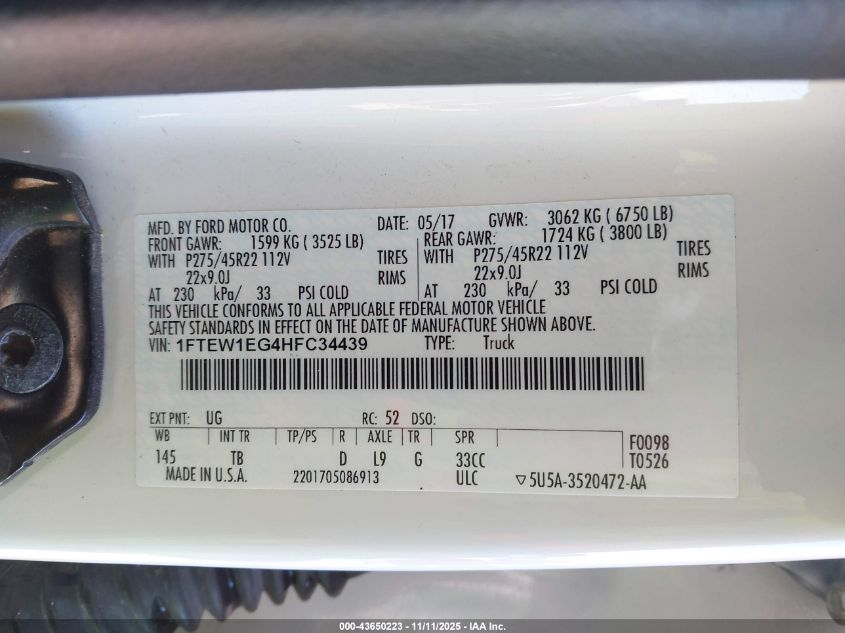 MFD. BY FORD MOTOR CO. DATE: 05/17 GVWR: 3062 KG ( 6750 LB)
FRONT GAWR: 1599 KG ( 3525 LB) REAR GAWR: 1724 KG ( 3800 LB)
WITH P275/45R22 112V TIRES WITH P275/45R22 112V TIRES
22x9.0J RIMS 22x9.0J RIMS
AT 230 kPa/ 33 PSI COLD AT 230 kPa/ 33 PSI COLD
THIS VEHICLE CONFORMS TO ALL APPLICABLE FEDERAL MOTOR VEHICLE
SAFETY STANDARDS IN EFFECT ON THE DATE OF MANUFACTURE SHOWN ABOVE.
VIN: 1FTEW1EG4HFC34439 TYPE: Truck
EXT PNT: UG RC: 52 DSO:
WB INT TR TP/PS R AXLE TR SPR F0098
145 TB D L9 G 33CC T0526
MADE IN U.S.A. 2201705086913 ULC ▽5U5A-3520472-AA
000-43650223 - 11/11/2025 - IAA Inc.